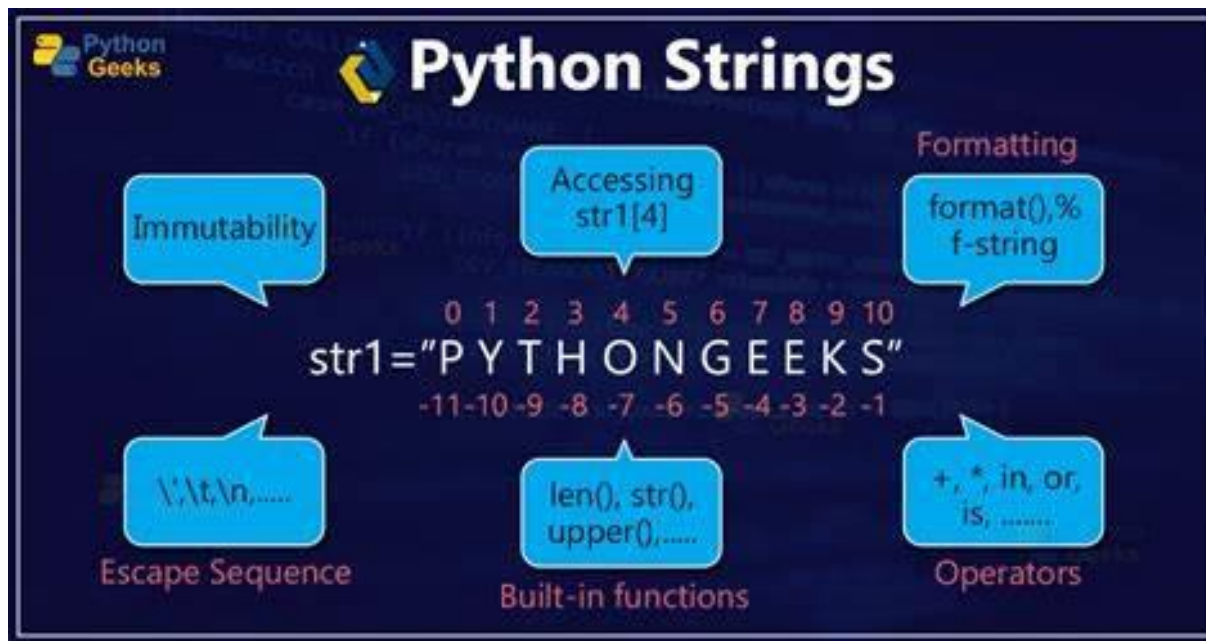 Python
Geeks
Python Strings
Immutability
Accessing
str1[4]
Formatting
format(),%
f-string
0 1 2 3 4 5 6 7 8 9 10
str1="PYTHONGEEKS"
-11-10 -9 -8 -7 -6 -5 -4 -3 -2 -1
\',\t,\n,.....
Escape Sequence
len(), str(),
upper(),.....
Built-in functions
+, *, in, or,
is, .......
Operators